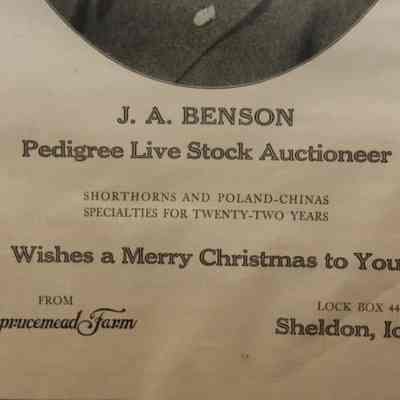 J. A. BENSON
Pedigree Live Stock Auctioneer
SHORTHORNS AND POLAND-CHINAS
SPECIALTIES FOR TWENTY-TWO YEARS
Wishes a Merry Christmas to You
FROM
prucemead Farm
LOCK BOX 44
Sheldon, Io